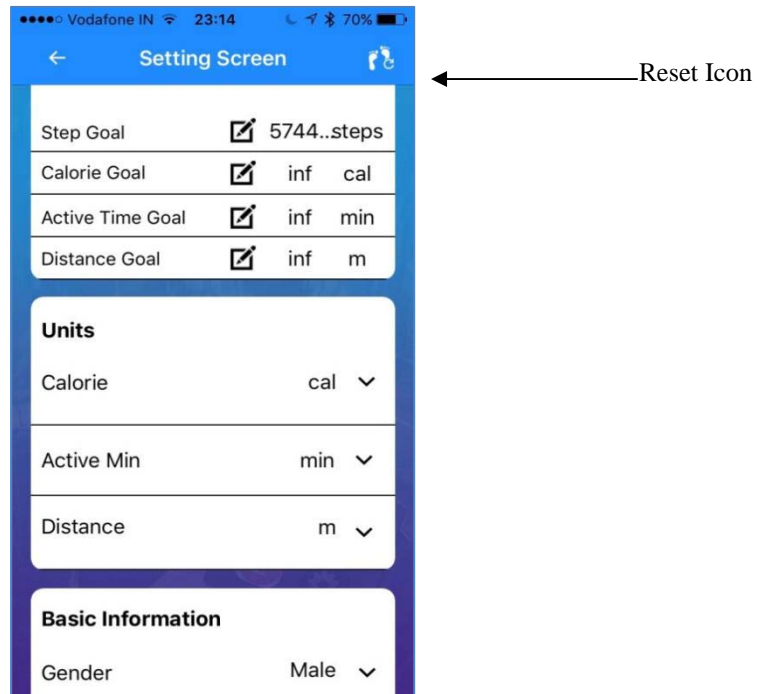 Vodafone IN 23:14 70%
Setting Screen
Reset Icon
Step Goal 5744..steps
Calorie Goal inf cal
Active Time Goal inf min
Distance Goal inf m
Units
Calorie cal
Active Min min
Distance m
Basic Information
Gender Male